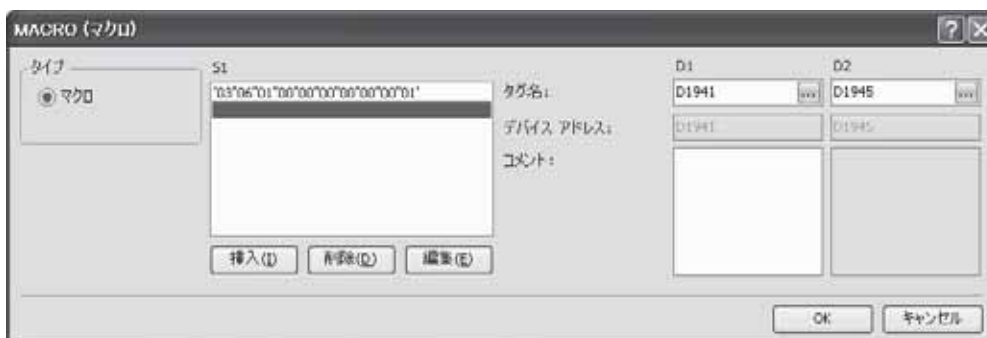 MACRO (マクロ)
タイプ
マクロ
S1
"03"06"01"00"00"00"00"00"00"01"
挿入(I)
削除(D)
編集(E)
D1
D2
タグ名:
D1941
...
D1945
...
デバイス アドレス:
D1941
D1945
コメント:
OK
キャンセル